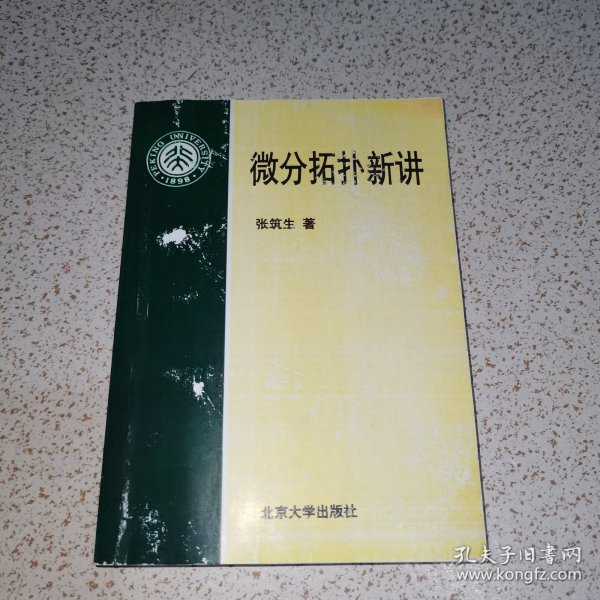 PEKING UNIVERSITY
·1898·
微分拓扑新讲
张筑生 著
北京大学出版社
孔夫子旧书网
www.kongfz.com